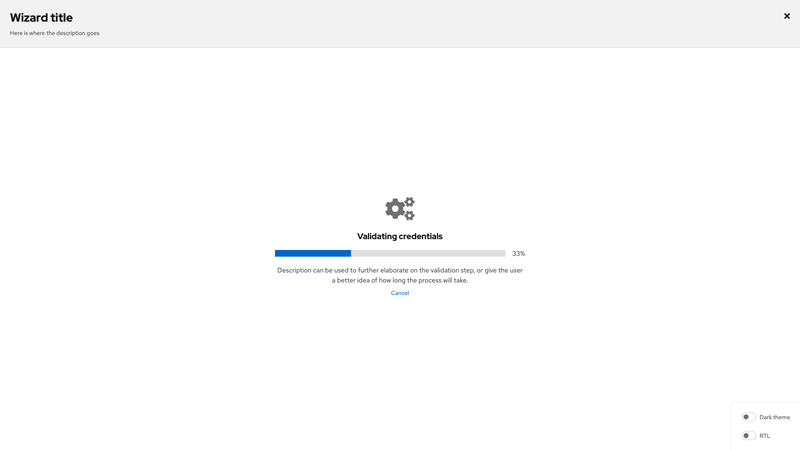 Wizard title
Here is where the description goes
Validating credentials
33%
Description can be used to further elaborate on the validation step, or give the user
a better idea of how long the process will take.
Cancel
Dark theme
RTL